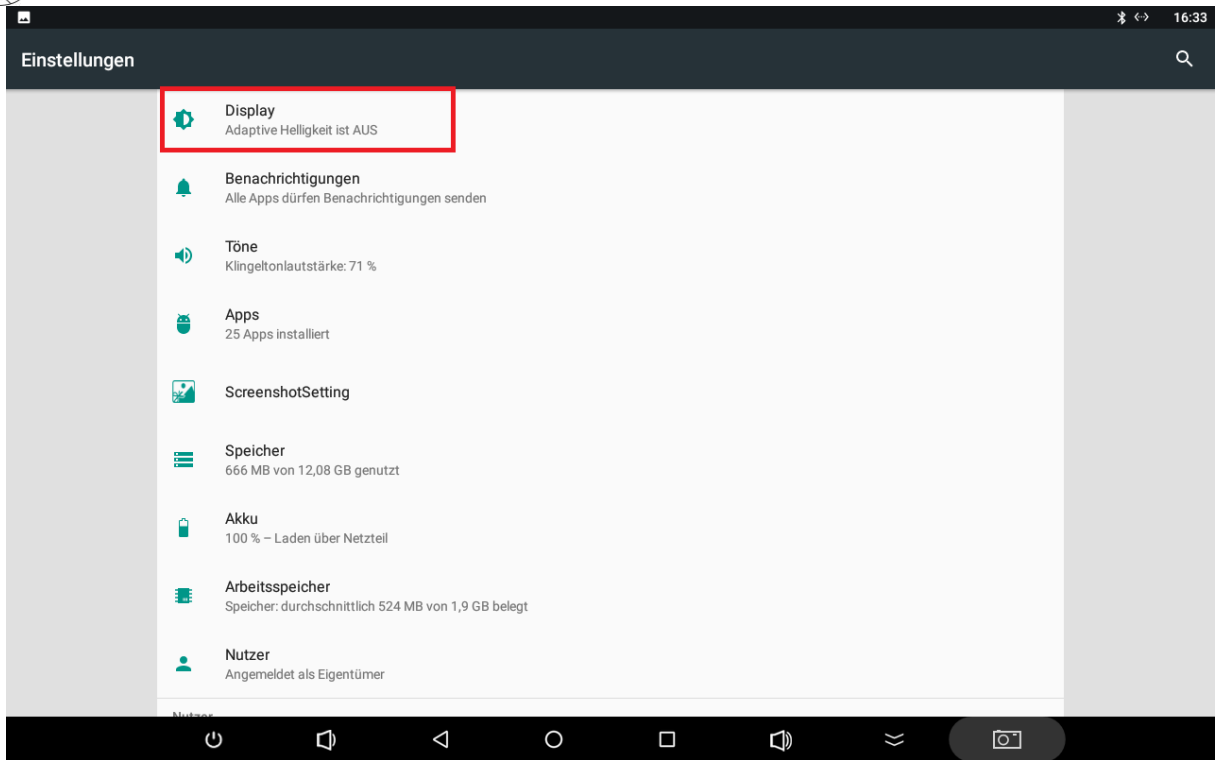 16:33
Einstellungen
Display
Adaptive Helligkeit ist AUS
Benachrichtigungen
Alle Apps dürfen Benachrichtigungen senden
Töne
Klingeltonlautstärke: 71 %
Apps
25 Apps installiert
ScreenshotSetting
Speicher
666 MB von 12,08 GB genutzt
Akku
100 % – Laden über Netzteil
Arbeitsspeicher
Speicher: durchschnittlich 524 MB von 1,9 GB belegt
Nutzer
Angemeldet als Eigentümer
Nutzer